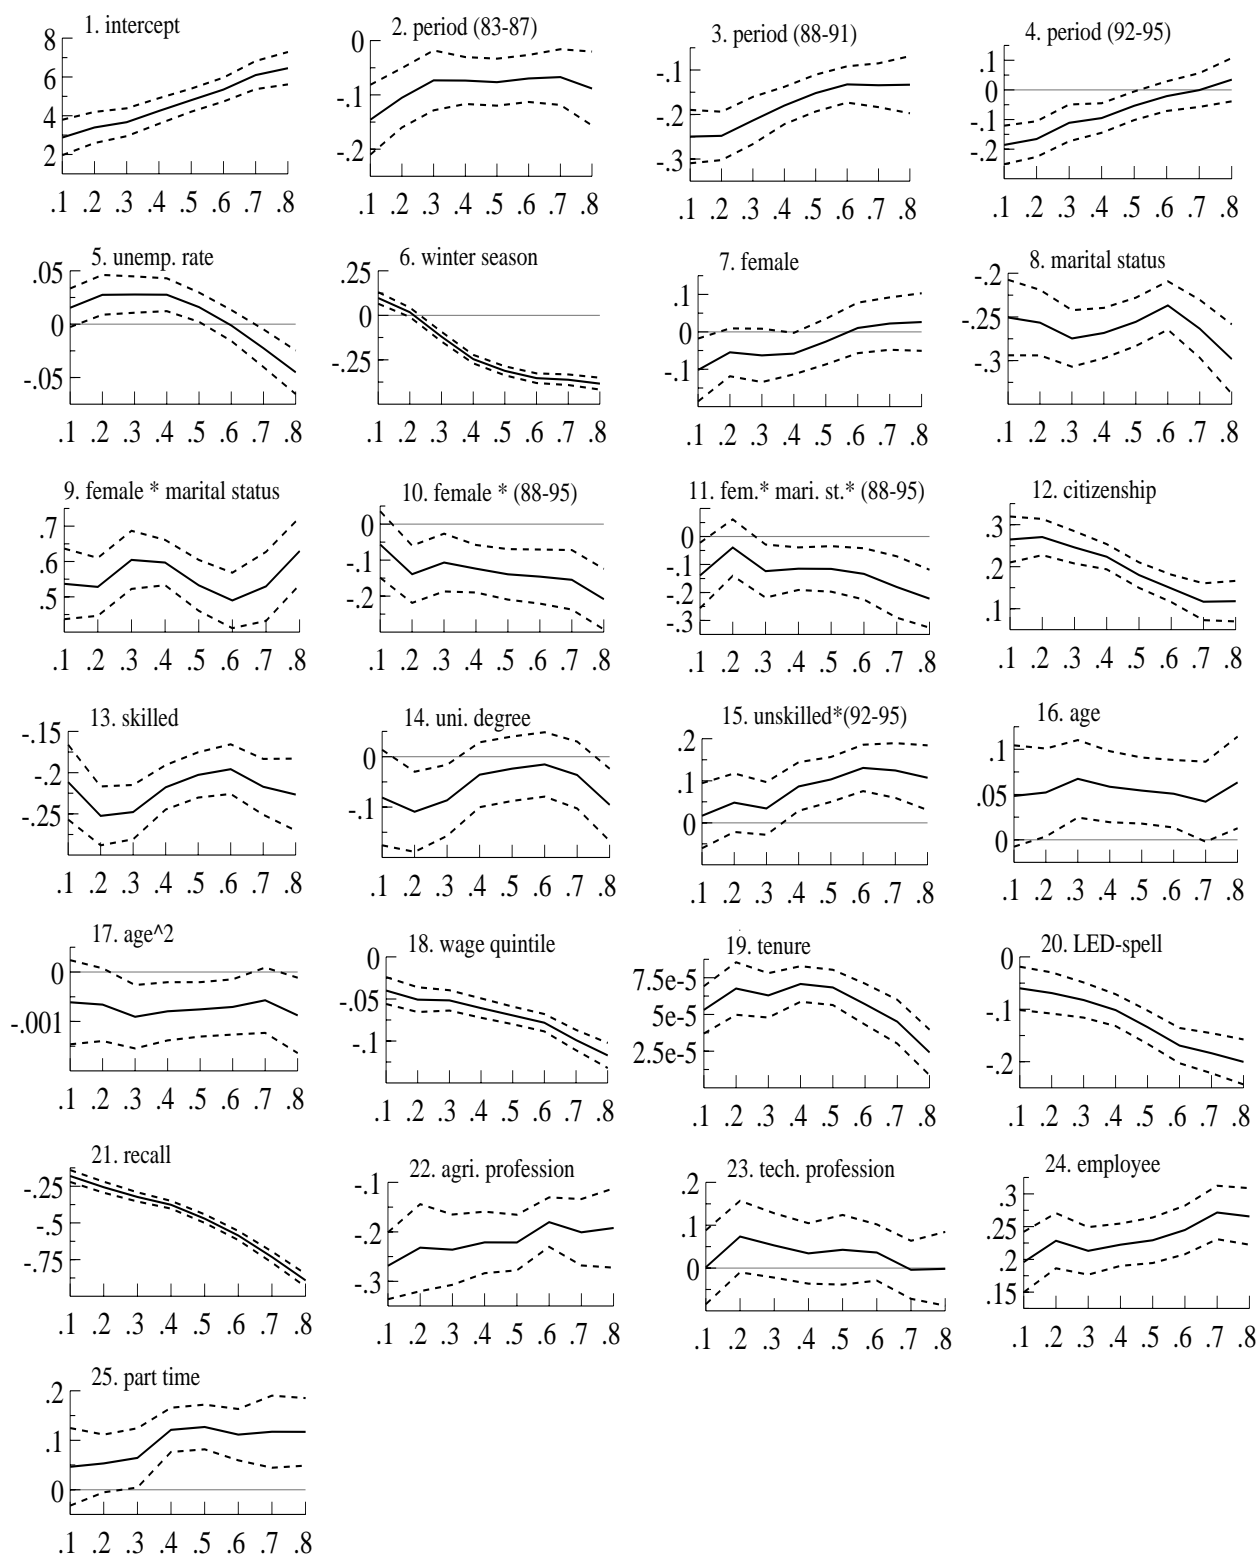 1. intercept
8
6
4
2
.1 .2 .3 .4 .5 .6 .7 .8
2. period (83-87)
0
-.1
-.2
.1 .2 .3 .4 .5 .6 .7 .8
3. period (88-91)
-.1
-.2
-.3
.1 .2 .3 .4 .5 .6 .7 .8
4. period (92-95)
.1
0
-.1
-.2
.1 .2 .3 .4 .5 .6 .7 .8
5. unemp. rate
.05
0
-.05
.1 .2 .3 .4 .5 .6 .7 .8
6. winter season
.25
0
-.25
.1 .2 .3 .4 .5 .6 .7 .8
7. female
.1
0
-.1
.1 .2 .3 .4 .5 .6 .7 .8
8. marital status
-.2
-.25
-.3
.1 .2 .3 .4 .5 .6 .7 .8
9. female * marital status
.7
.6
.5
.1 .2 .3 .4 .5 .6 .7 .8
10. female * (88-95)
0
-.1
-.2
.1 .2 .3 .4 .5 .6 .7 .8
11. fem.* mari. st.* (88-95)
0
-.1
-.2
-.3
.1 .2 .3 .4 .5 .6 .7 .8
12. citizenship
.3
.2
.1
.1 .2 .3 .4 .5 .6 .7 .8
13. skilled
-.15
-.2
-.25
.1 .2 .3 .4 .5 .6 .7 .8
14. uni. degree
0
-.1
.1 .2 .3 .4 .5 .6 .7 .8
15. unskilled*(92-95)
.2
.1
0
.1 .2 .3 .4 .5 .6 .7 .8
16. age
.1
.05
0
.1 .2 .3 .4 .5 .6 .7 .8
17. age^2
0
-.001
.1 .2 .3 .4 .5 .6 .7 .8
18. wage quintile
0
-.05
-.1
.1 .2 .3 .4 .5 .6 .7 .8
19. tenure
7.5e-5
5e-5
2.5e-5
.1 .2 .3 .4 .5 .6 .7 .8
20. LED-spell
0
-.1
-.2
.1 .2 .3 .4 .5 .6 .7 .8
21. recall
-.25
-.5
-.75
.1 .2 .3 .4 .5 .6 .7 .8
22. agri. profession
-.1
-.2
-.3
.1 .2 .3 .4 .5 .6 .7 .8
23. tech. profession
.2
.1
0
.1 .2 .3 .4 .5 .6 .7 .8
24. employee
.3
.25
.2
.15
.1 .2 .3 .4 .5 .6 .7 .8
25. part time
.2
.1
0
.1 .2 .3 .4 .5 .6 .7 .8